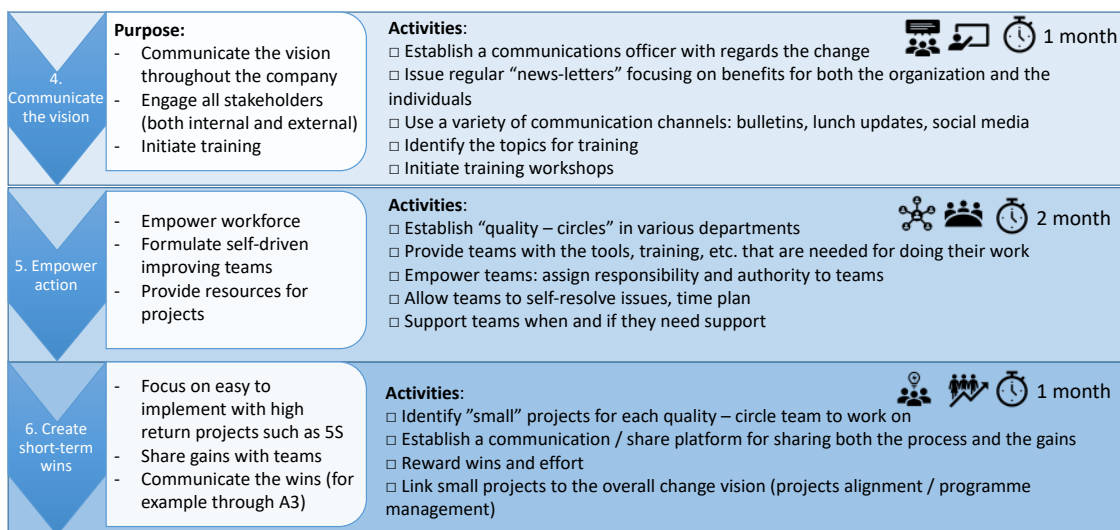 4.
Communicate
the vision
Purpose:
- Communicate the vision
throughout the company
- Engage all stakeholders
(both internal and external)
- Initiate training
Activities:
□ Establish a communications officer with regards the change
□ Issue regular “news-letters” focusing on benefits for both the organization and the
individuals
□ Use a variety of communication channels: bulletins, lunch updates, social media
□ Identify the topics for training
□ Initiate training workshops
1 month
5. Empower
action
- Empower workforce
- Formulate self-driven
improving teams
- Provide resources for
projects
Activities:
□ Establish “quality – circles” in various departments
□ Provide teams with the tools, training, etc. that are needed for doing their work
□ Empower teams: assign responsibility and authority to teams
□ Allow teams to self-resolve issues, time plan
□ Support teams when and if they need support
2 month
6. Create
short-term
wins
- Focus on easy to
implement with high
return projects such as 5S
- Share gains with teams
- Communicate the wins (for
example through A3)
Activities:
□ Identify ”small” projects for each quality – circle team to work on
□ Establish a communication / share platform for sharing both the process and the gains
□ Reward wins and effort
□ Link small projects to the overall change vision (projects alignment / programme
management)
1 month